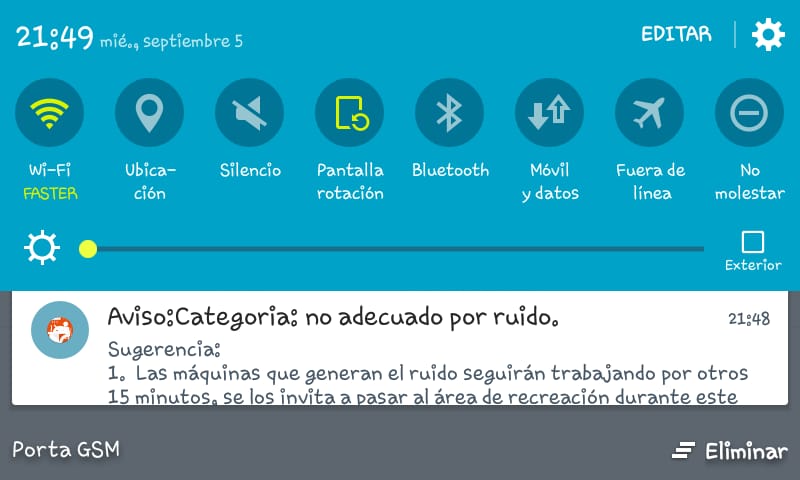 21:49 mié., septiembre 5 EDITAR
Wi-Fi Ubica- Silencio Pantalla Bluetooth Móvil Fuera de No
FASTER ción rotación y datos línea molestar
Exterior
Aviso:Categoria: no adecuado por ruido. 21:48
Sugerencia:
1. Las máquinas que generan el ruido seguirán trabajando por otros
15 minutos, se los invita a pasar al área de recreación durante este
Porta GSM Eliminar